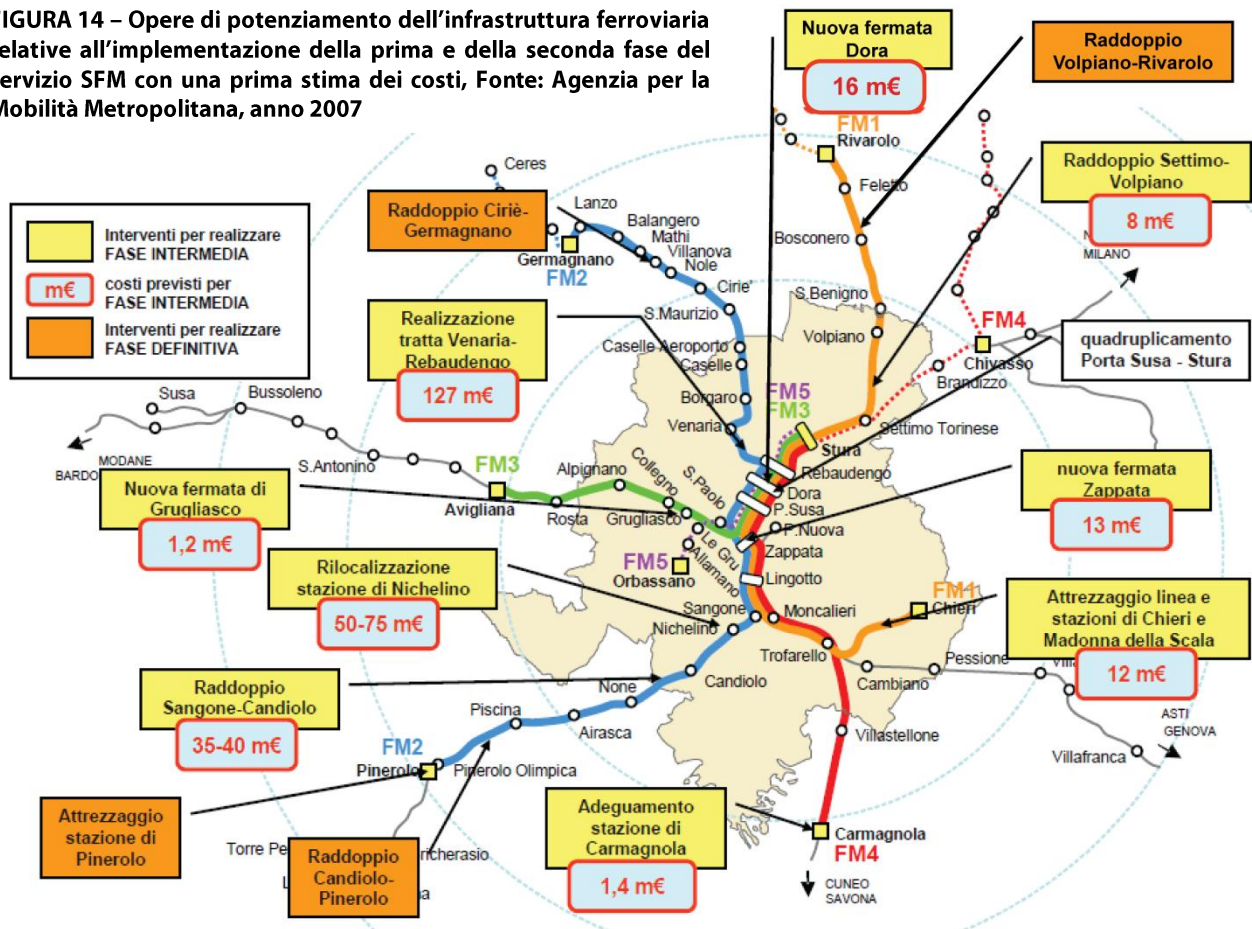 FIGURA 14 – Opere di potenziamento dell’infrastruttura ferroviaria
relative all’implementazione della prima e della seconda fase del
servizio SFM con una prima stima dei costi, Fonte: Agenzia per la
Mobilità Metropolitana, anno 2007
Nuova fermata
Dora
16 m€
Raddoppio
Volpiano-Rivarolo
FM1
Rivarolo
Feletto
Bosconero
S.Benigno
Volpiano
Raddoppio Settimo-
Volpiano
8 m€
MILANO
Ceres
Raddoppio Ciriè-
Germagnano
Lanzo
Balangero
Mathi
Villanova
Nole
Cirie'
Germagnano
FM2
S.Maurizio
Caselle Aeroporto
Caselle
Borgaro
Venaria
Interventi per realizzare
FASE INTERMEDIA
m€
costi previsti per
FASE INTERMEDIA
Interventi per realizzare
FASE DEFINITIVA
Realizzazione
tratta Venaria-
Rebaudengo
127 m€
FM4
Chivasso
Brandizzo
quadruplicamento
Porta Susa - Stura
FM5
FM3
Settimo Torinese
Stura
Rebaudengo
Dora
P.Susa
P.Nuova
Zappata
Lingotto
Susa
Bussoleno
S.Antonino
BARDO
MODANE
FM3
Avigliana
Rosta
Alpignano
Collegno
Grugliasco
S.Paolo
Le Gru
Allamano
FM5
Orbassano
Nuova fermata di
Grugliasco
1,2 m€
nuova fermata
Zappata
13 m€
Rilocalizzazione
stazione di Nichelino
50-75 m€
Sangone
Nichelino
Moncalieri
Trofarello
FM1
Chieri
Attrezzaggio linea e
stazioni di Chieri e
Madonna della Scala
12 m€
Cambiano
Pessione
Villafranca
ASTI
GENOVA
Raddoppio
Sangone-Candiolo
35-40 m€
Candiolo
None
Airasca
Piscina
FM2
Pinerolo
Pinerolo Olimpica
Villastellone
Attrezzaggio
stazione di
Pinerolo
Raddoppio
Candiolo-
Pinerolo
Torre
Adeguamento
stazione di
Carmagnola
1,4 m€
Carmagnola
FM4
CUNEO
SAVONA